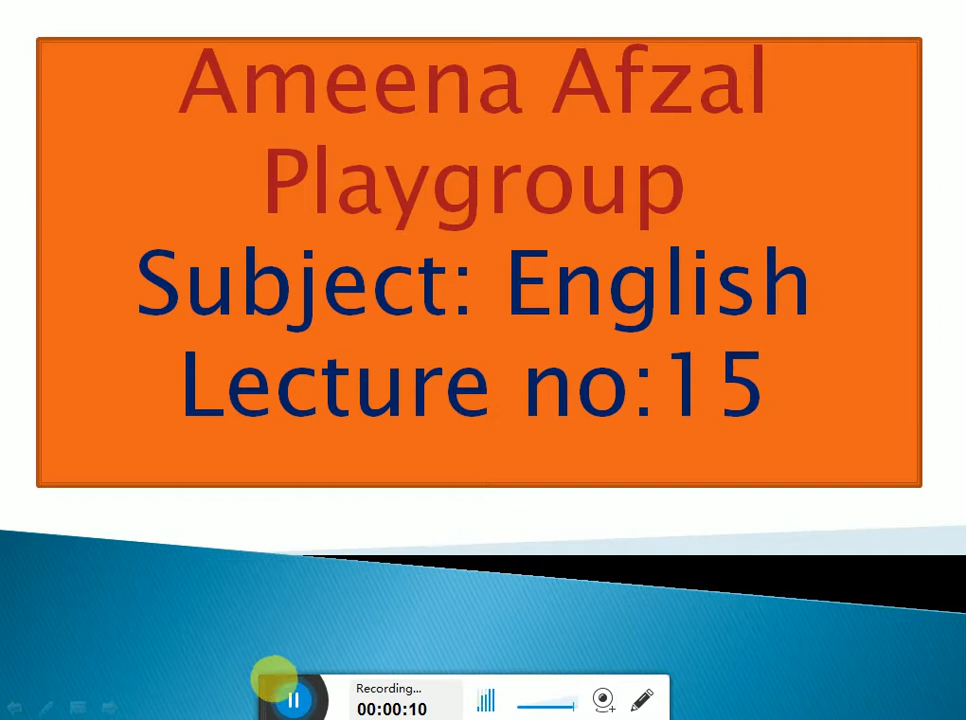 Ameena Afzal
Playgroup
Subject: English
Lecture no:15
Recording...
00:00:10